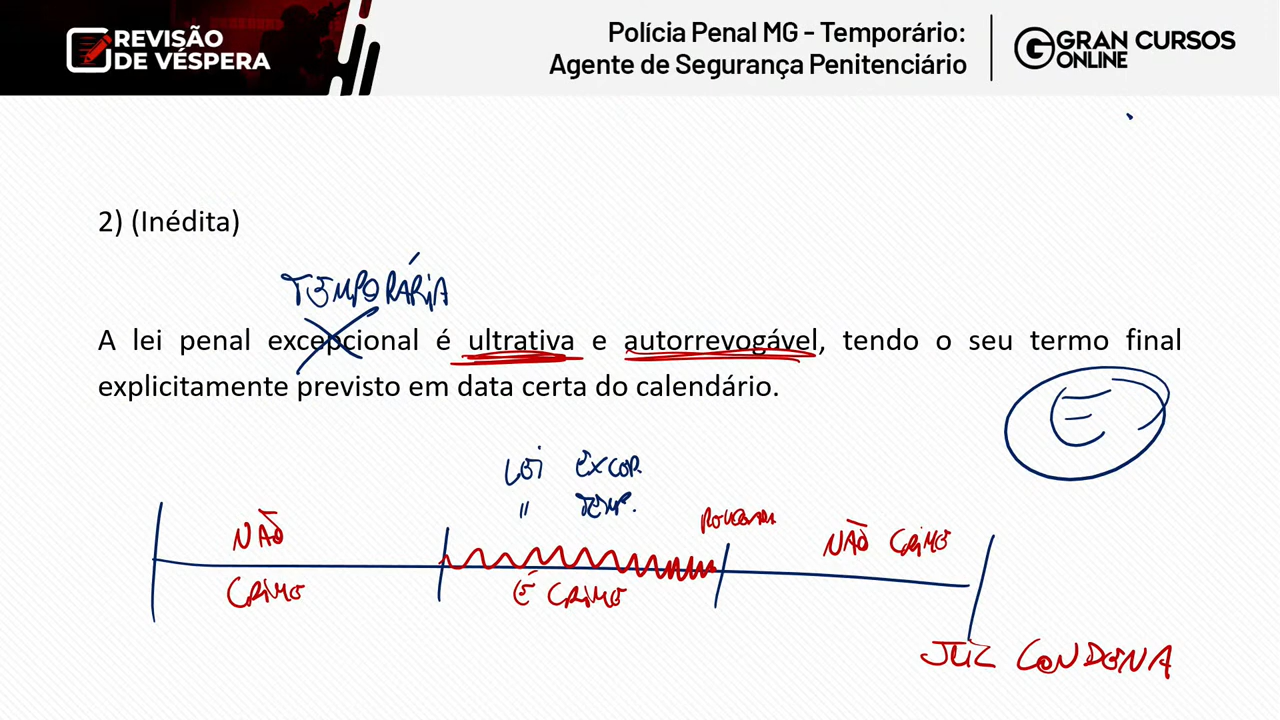 REVISÃO
DE VÉSPERA
Polícia Penal MG - Temporário:
Agente de Segurança Penitenciário
GRAN CURSOS
ONLINE
2) (Inédita)
TEMPORÁRIA
A lei penal excepcional é ultrativa e autorrevogável, tendo o seu termo final
explicitamente previsto em data certa do calendário.
E
LEI EXCEP.
" TEMP.
NÃO
CRIME
É CRIME
NÃO CRIME
JUIZ CONDENA